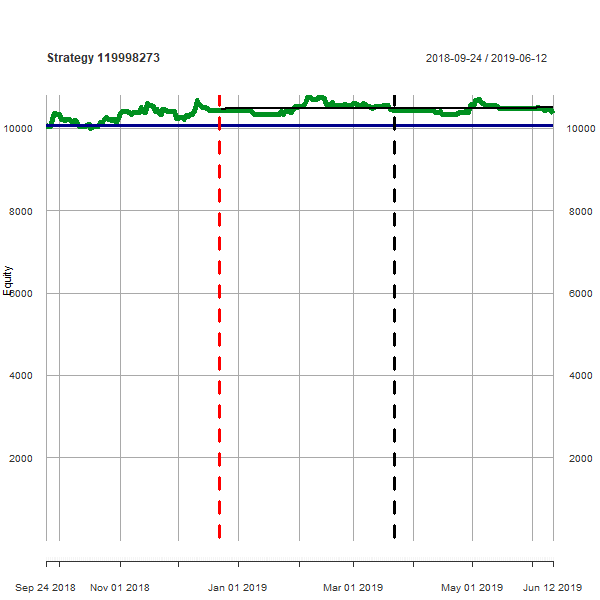 Strategy 119998273
2018-09-24 / 2019-06-12
Equity
10000
8000
6000
4000
2000
10000
8000
6000
4000
2000
Sep 24 2018
Nov 01 2018
Jan 01 2019
Mar 01 2019
May 01 2019
Jun 12 2019